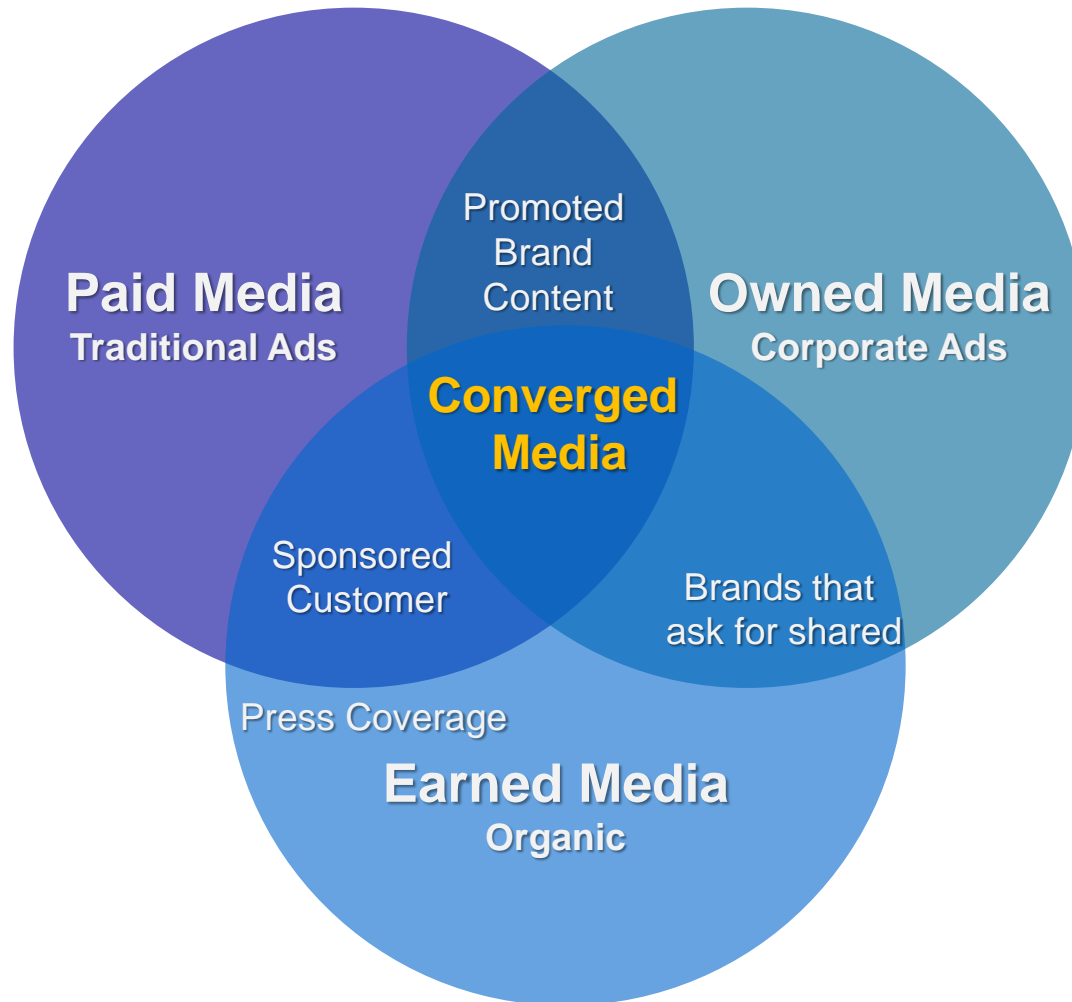 Promoted
Brand
Content
Paid Media
Traditional Ads
Owned Media
Corporate Ads
Converged
Media
Sponsored
Customer
Brands that
ask for shared
Press Coverage
Earned Media
Organic